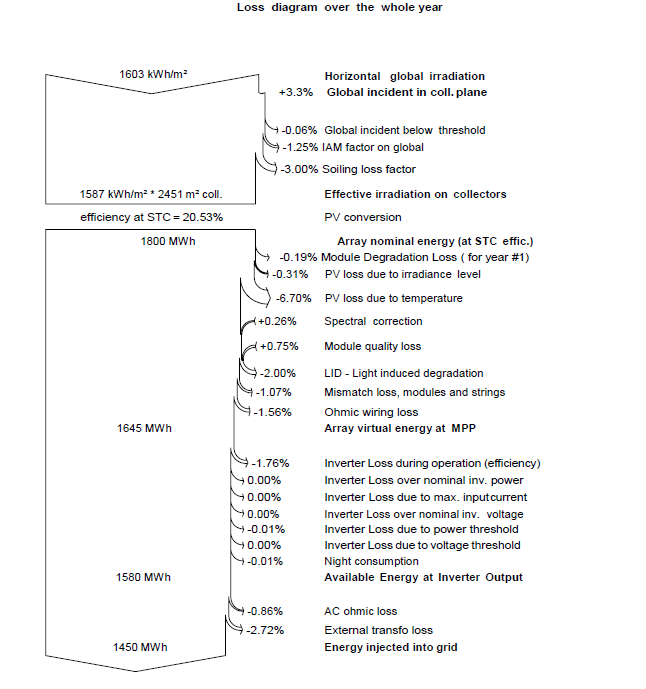 Loss diagram over the whole year
1603 kWh/m² Horizontal global irradiation
+3.3% Global incident in coll. plane
-0.06% Global incident below threshold
-1.25% IAM factor on global
-3.00% Soiling loss factor
1587 kWh/m² * 2451 m² coll. Effective irradiation on collectors
efficiency at STC = 20.53% PV conversion
1800 MWh Array nominal energy (at STC effic.)
-0.19% Module Degradation Loss ( for year #1)
-0.31% PV loss due to irradiance level
-6.70% PV loss due to temperature
+0.26% Spectral correction
+0.75% Module quality loss
-2.00% LID - Light induced degradation
-1.07% Mismatch loss, modules and strings
-1.56% Ohmic wiring loss
1645 MWh Array virtual energy at MPP
-1.76% Inverter Loss during operation (efficiency)
0.00% Inverter Loss over nominal inv. power
0.00% Inverter Loss due to max. input current
0.00% Inverter Loss over nominal inv. voltage
-0.01% Inverter Loss due to power threshold
0.00% Inverter Loss due to voltage threshold
-0.01% Night consumption
1580 MWh Available Energy at Inverter Output
-0.86% AC ohmic loss
-2.72% External transfo loss
1450 MWh Energy injected into grid